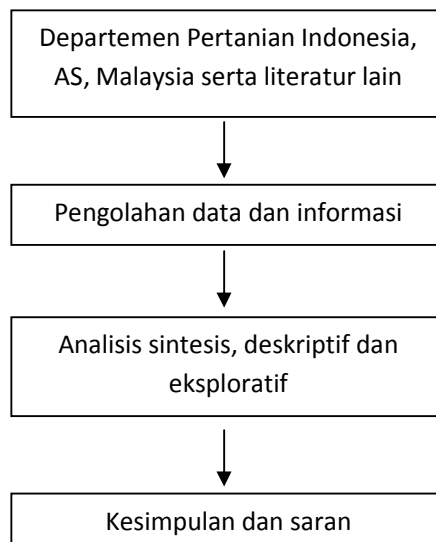 Departemen Pertanian Indonesia,
AS, Malaysia serta literatur lain
Pengolahan data dan informasi
Analisis sintesis, deskriptif dan
eksploratif
Kesimpulan dan saran